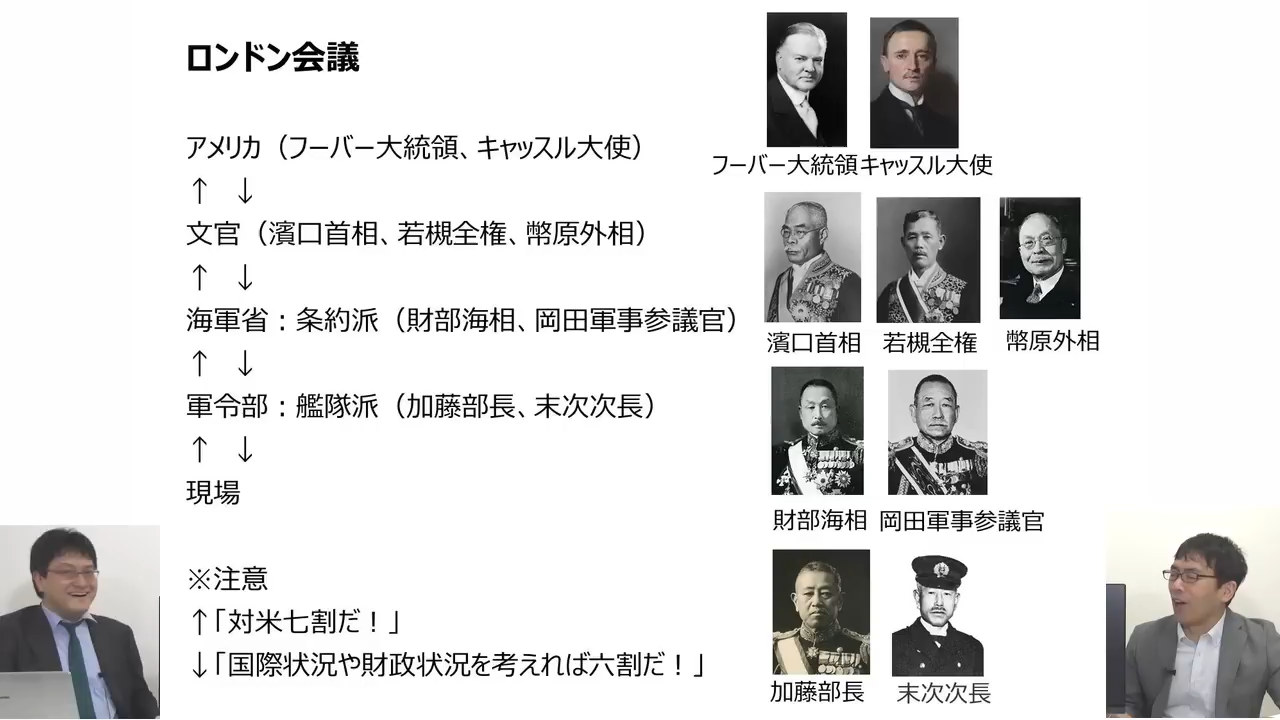 ロンドン会議
アメリカ（フーバー大統領、キャッスル大使）
↑　↓
文官（濱口首相、若槻全権、幣原外相）
↑　↓
海軍省：条約派（財部海相、岡田軍事参議官）
↑　↓
軍令部：艦隊派（加藤部長、末次次長）
↑　↓
現場
※注意
↑「対米七割だ！」
↓「国際状況や財政状況を考えれば六割だ！」
フーバー大統領 キャッスル大使
濱口首相 若槻全権 幣原外相
財部海相 岡田軍事参議官
加藤部長 末次次長